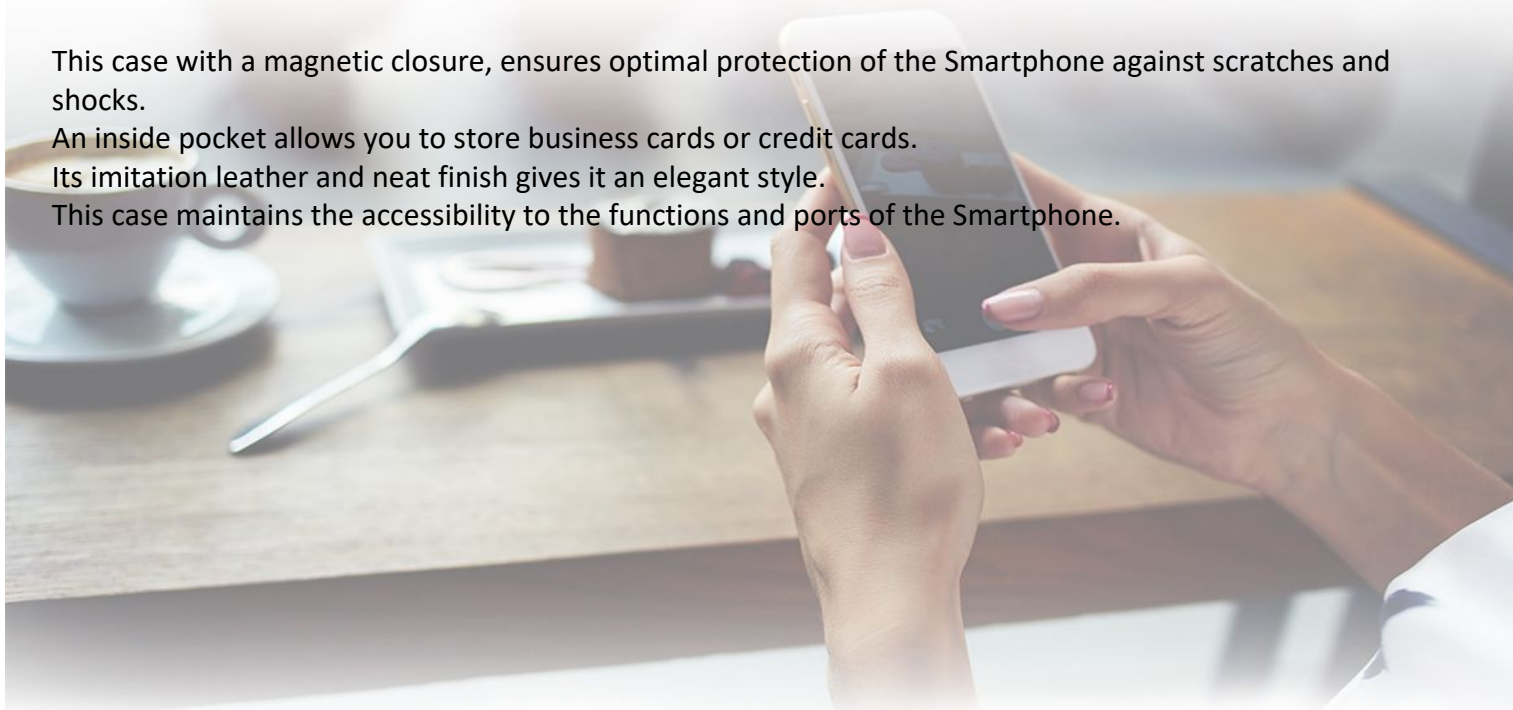 This case with a magnetic closure, ensures optimal protection of the Smartphone against scratches and
shocks.
An inside pocket allows you to store business cards or credit cards.
Its imitation leather and neat finish gives it an elegant style.
This case maintains the accessibility to the functions and ports of the Smartphone.